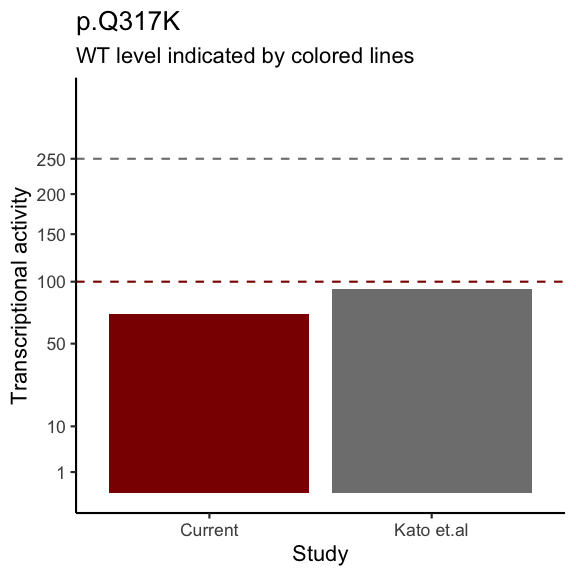 p.Q317K
WT level indicated by colored lines
Transcriptional activity
250
200
150
100
50
10
1
Current
Kato et.al
Study